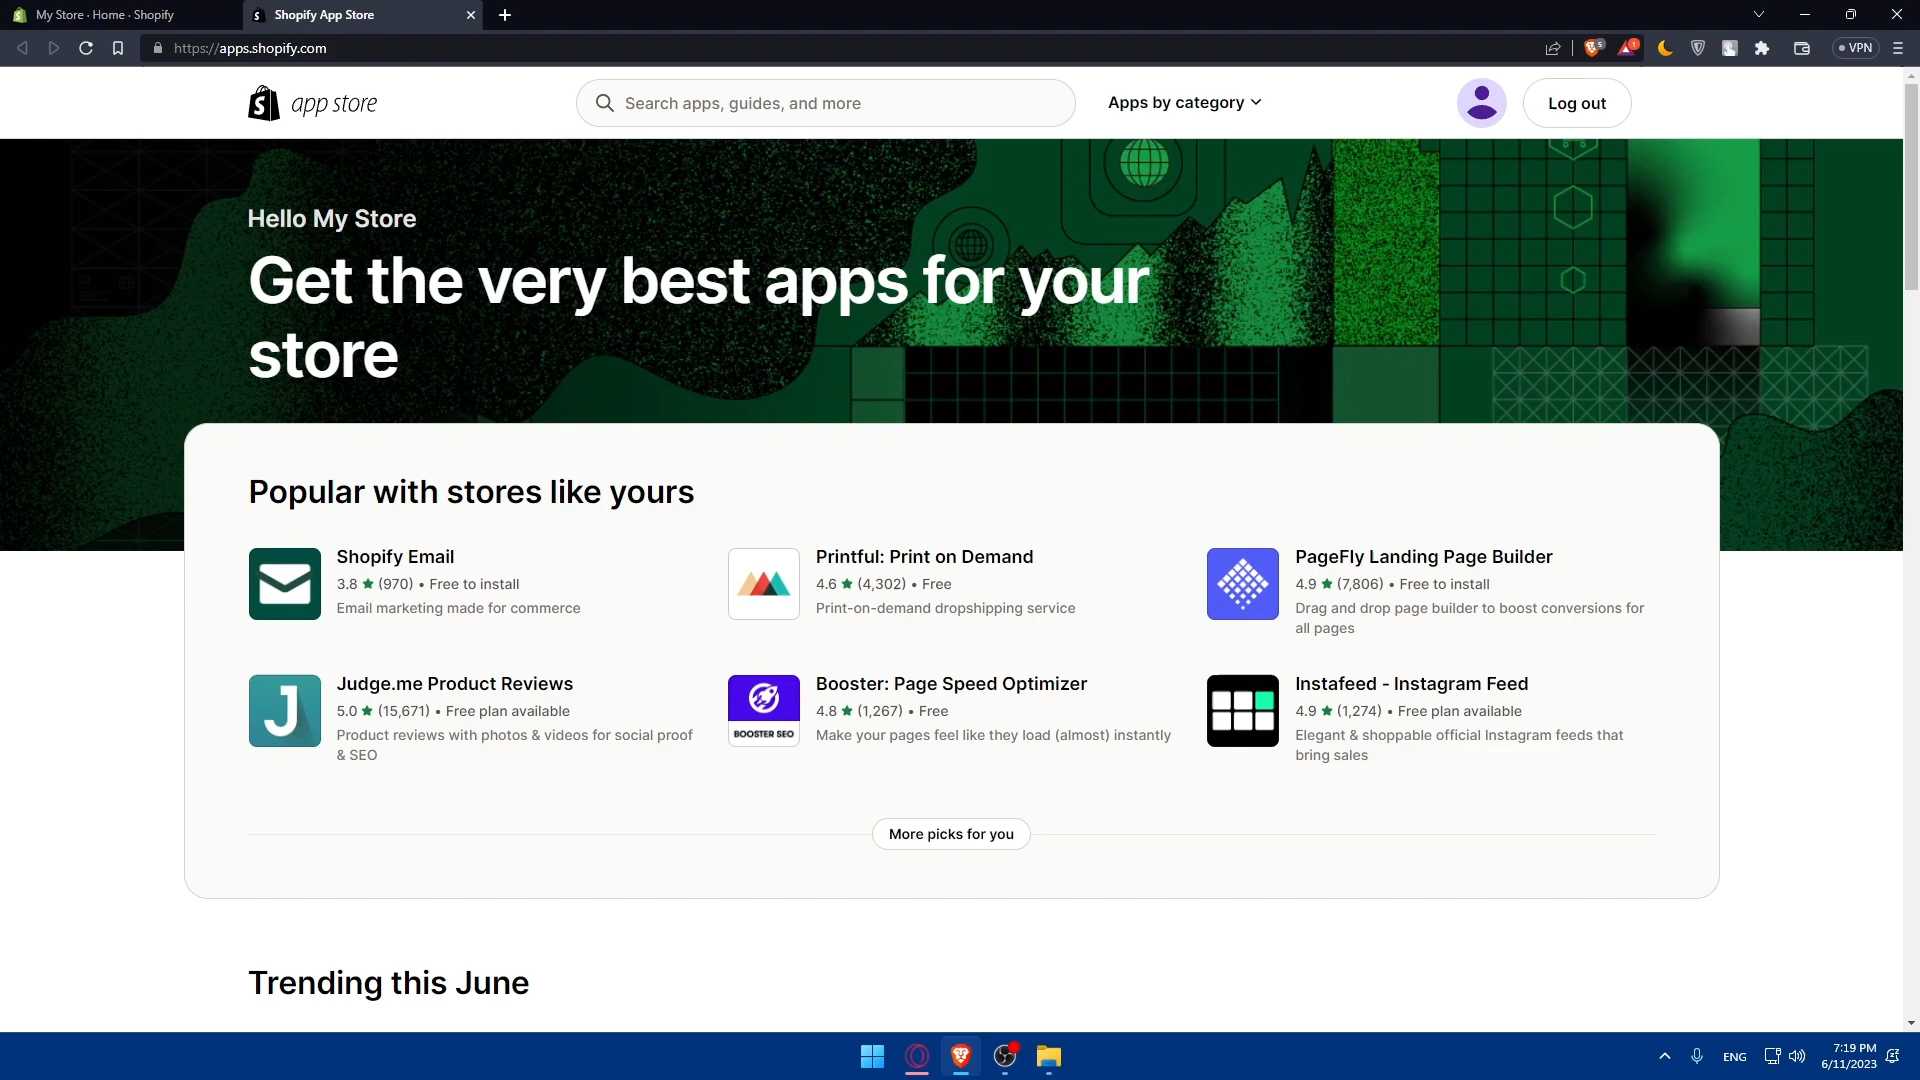 My Store · Home · Shopify
Shopify App Store
https://apps.shopify.com
5
1
VPN
app store
Search apps, guides, and more
Apps by category
Log out
Hello My Store
Get the very best apps for your
store
Popular with stores like yours
Shopify Email
3.8 ★ (970) • Free to install
Email marketing made for commerce
Printful: Print on Demand
4.6 ★ (4,302) • Free
Print-on-demand dropshipping service
PageFly Landing Page Builder
4.9 ★ (7,806) • Free to install
Drag and drop page builder to boost conversions for
all pages
J
Judge.me Product Reviews
5.0 ★ (15,671) • Free plan available
Product reviews with photos & videos for social proof
& SEO
BOOSTER SEO
Booster: Page Speed Optimizer
4.8 ★ (1,267) • Free
Make your pages feel like they load (almost) instantly
Instafeed - Instagram Feed
4.9 ★ (1,274) • Free plan available
Elegant & shoppable official Instagram feeds that
bring sales
More picks for you
Trending this June
ENG
7:19 PM
6/11/2023